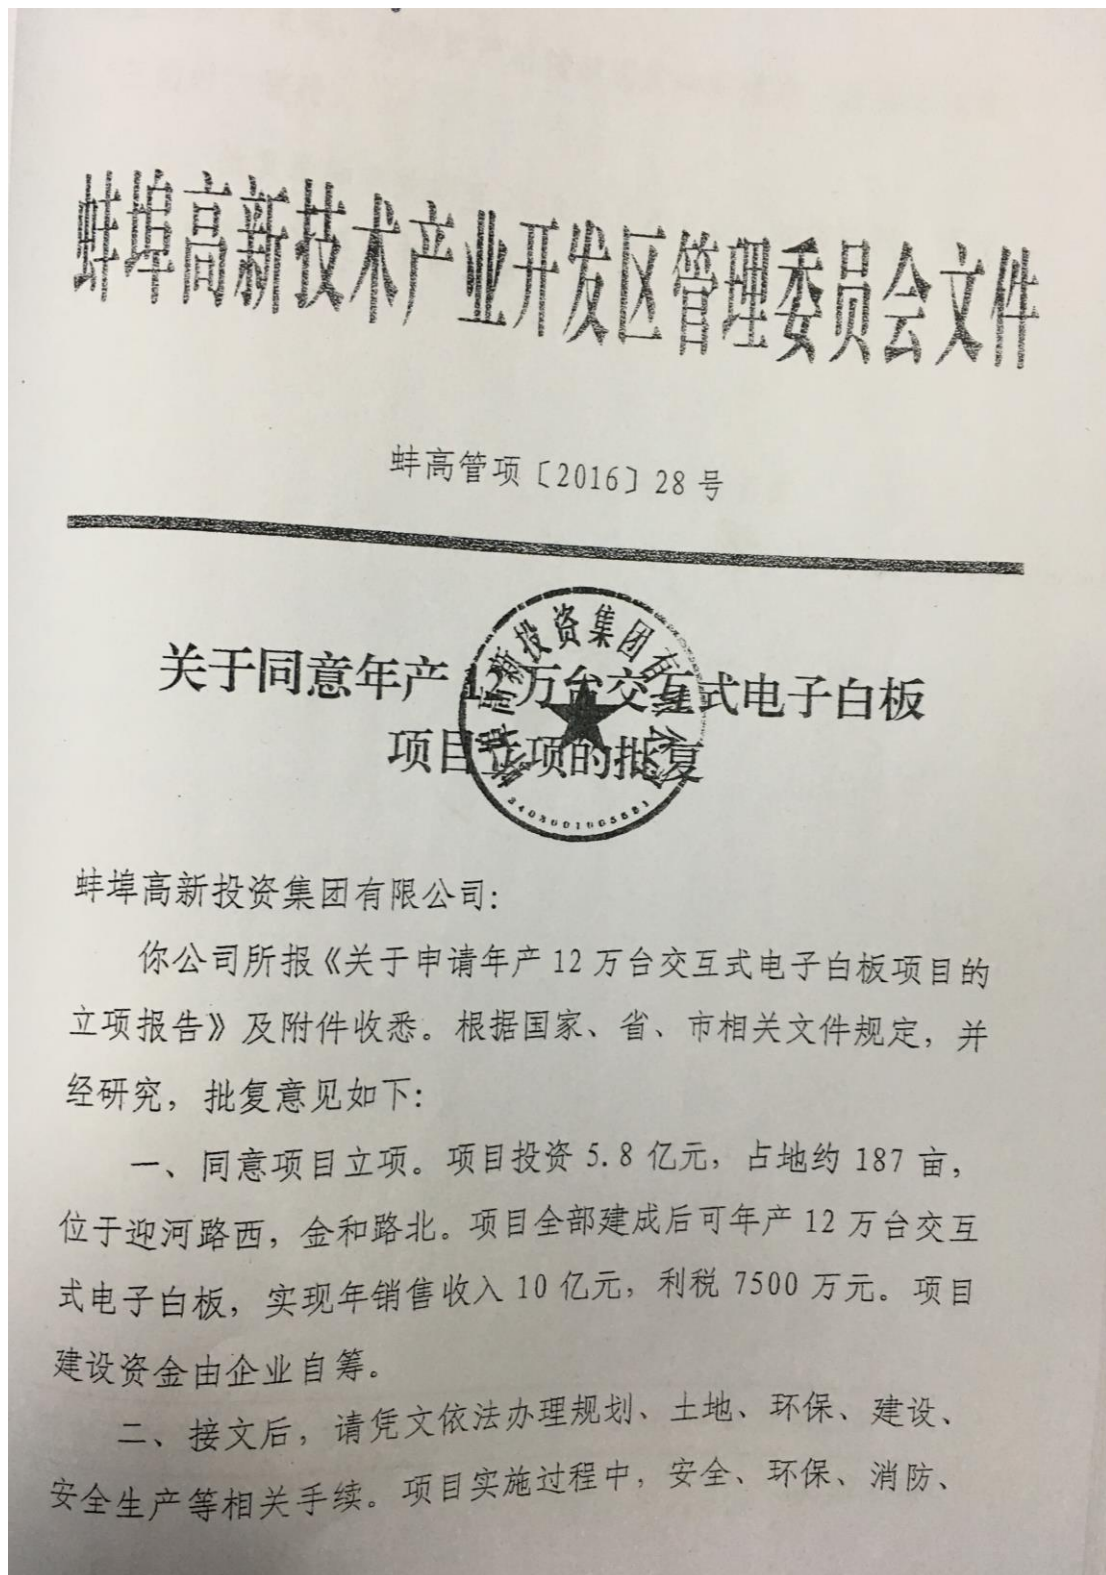 蚌埠高新技术产业开发区管理委员会文件
蚌高管项〔2016〕28号
关于同意年产12万台交互式电子白板
项目立项的批复
蚌埠高新投资集团有限公司
蚌埠高新投资集团有限公司:
你公司所报《关于申请年产12万台交互式电子白板项目的
立项报告》及附件收悉。根据国家、省、市相关文件规定,并
经研究,批复意见如下:
一、同意项目立项。项目投资5.8亿元,占地约187亩,
位于迎河路西,金和路北。项目全部建成后可年产12万台交互
式电子白板,实现年销售收入10亿元,利税7500万元。项目
建设资金由企业自筹。
二、接文后,请凭文依法办理规划、土地、环保、建设、
安全生产等相关手续。项目实施过程中,安全、环保、消防、